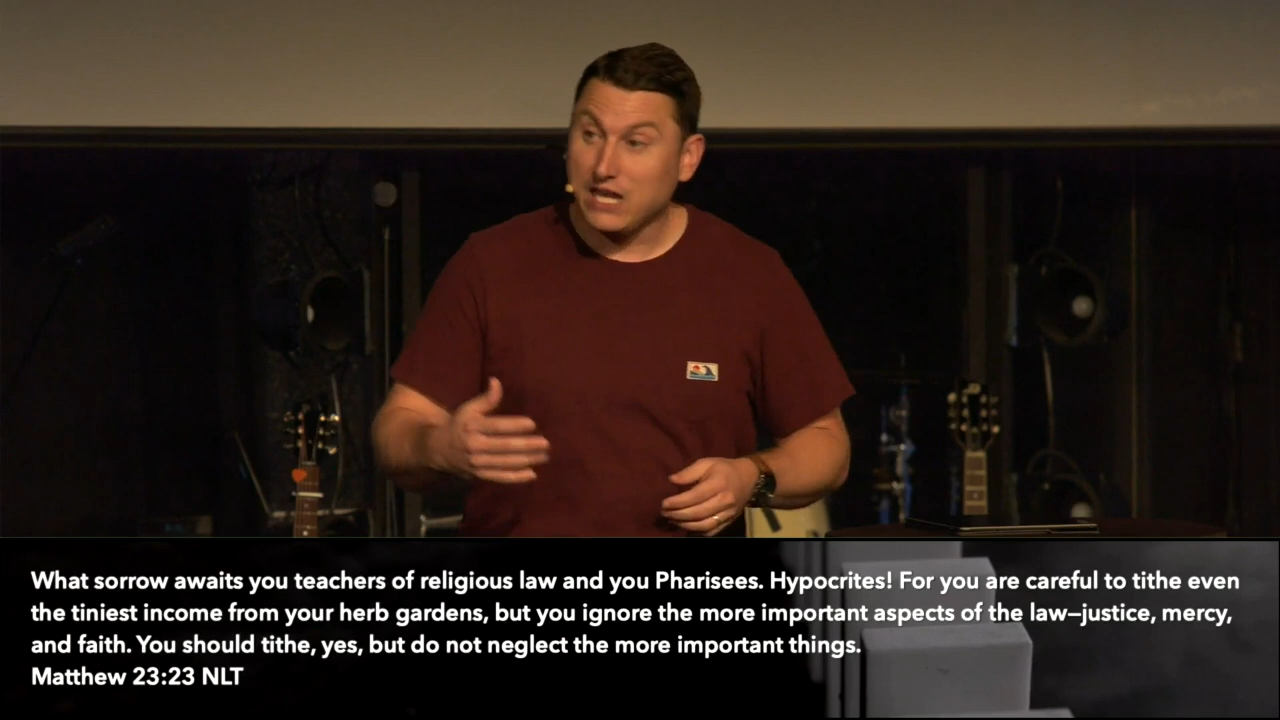 What sorrow awaits you teachers of religious law and you Pharisees. Hypocrites! For you are careful to tithe even
the tiniest income from your herb gardens, but you ignore the more important aspects of the law—justice, mercy,
and faith. You should tithe, yes, but do not neglect the more important things.
Matthew 23:23 NLT